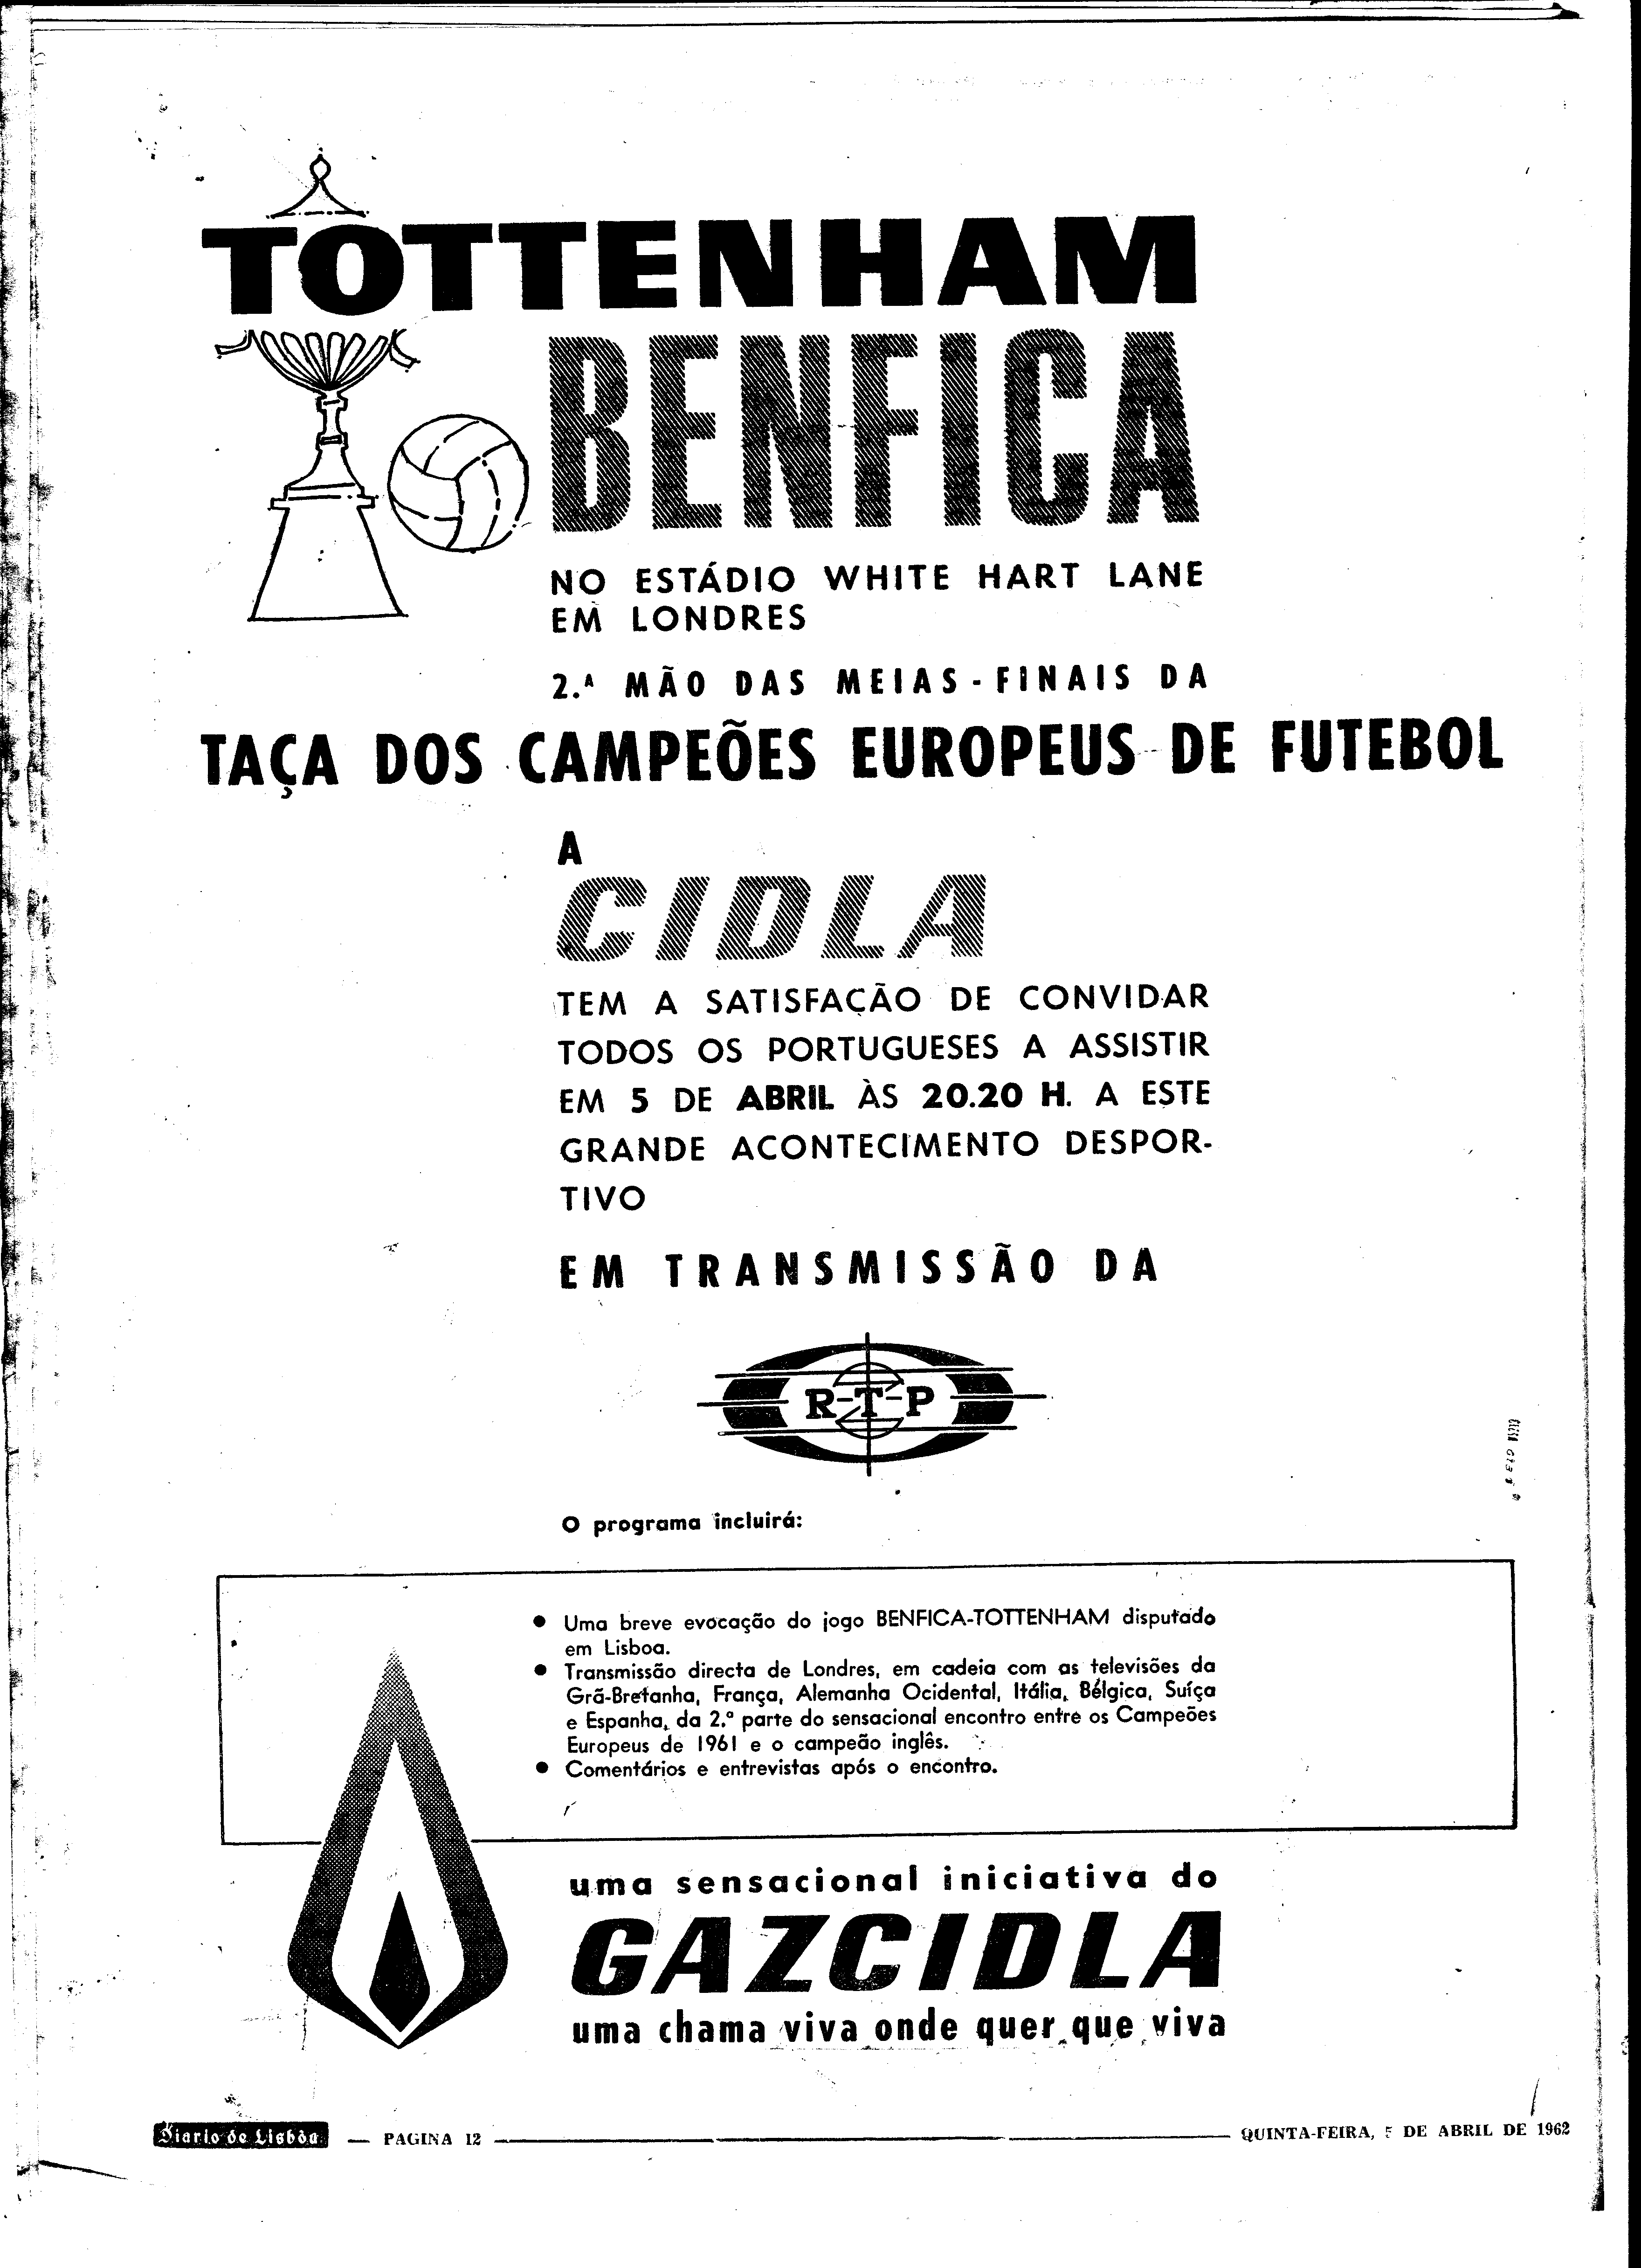 TOTTENHAM
BENFICA
NO ESTÁDIO WHITE HART LANE
EM LONDRES
2.ª MÃO DAS MEIAS-FINAIS DA
TAÇA DOS CAMPEÕES EUROPEUS DE FUTEBOL
A
CIDLA
TEM A SATISFAÇÃO DE CONVIDAR
TODOS OS PORTUGUESES A ASSISTIR
EM 5 DE ABRIL ÀS 20.20 H. A ESTE
GRANDE ACONTECIMENTO DESPOR-
TIVO
EM TRANSMISSÃO DA
R-T-P
O programa incluirá:
● Uma breve evocação do jogo BENFICA-TOTTENHAM disputado
em Lisboa.
● Transmissão directa de Londres, em cadeia com as televisões da
Grã-Bretanha, França, Alemanha Ocidental, Itália, Bélgica, Suíça
e Espanha, da 2.ª parte do sensacional encontro entre os Campeões
Europeus de 1961 e o campeão inglês.
● Comentários e entrevistas após o encontro.
uma sensacional iniciativa do
GAZCIDLA
uma chama viva onde quer que viva
Diario de Lisbôa — PAGINA 12 — QUINTA-FEIRA, 5 DE ABRIL DE 1962